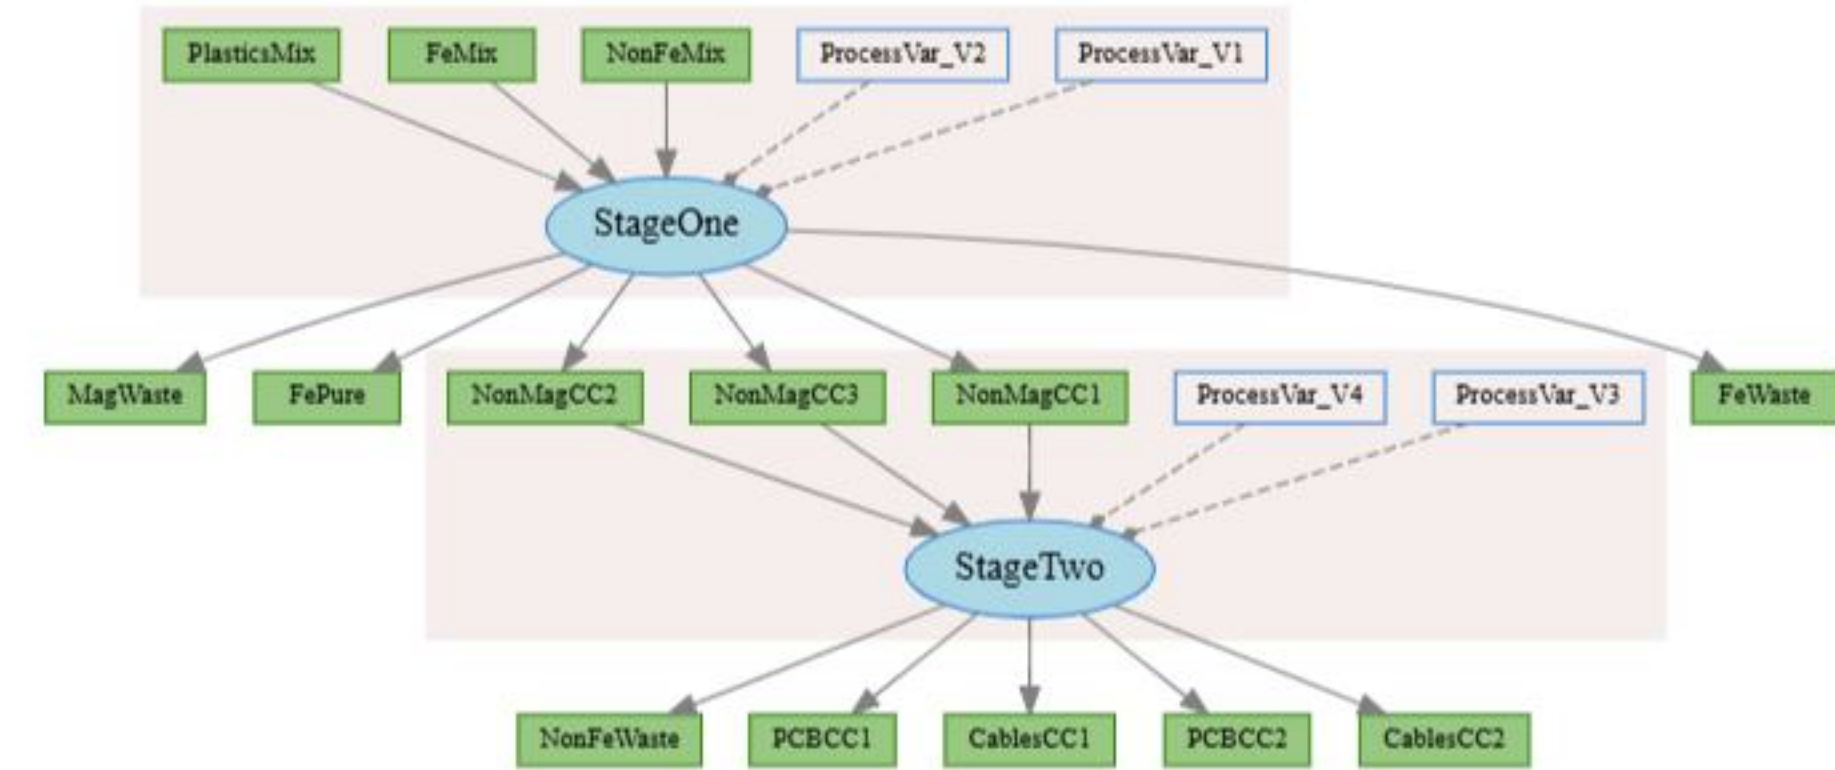 PlasticsMix
FeMix
NonFeMix
ProcessVar_V2
ProcessVar_V1
StageOne
MagWaste
FePure
NonMagCC2
NonMagCC3
NonMagCC1
ProcessVar_V4
ProcessVar_V3
FeWaste
StageTwo
NonFeWaste
PCBCC1
CablesCC1
PCBCC2
CablesCC2